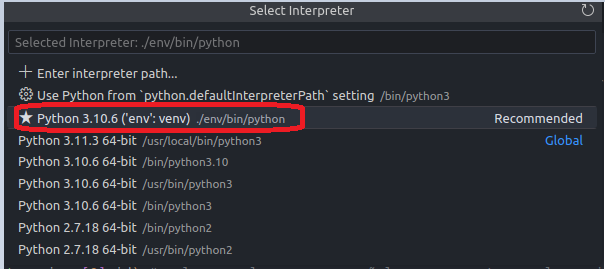 Select Interpreter
Selected Interpreter: ./env/bin/python
Enter interpreter path...
Use Python from `python.defaultInterpreterPath` setting /bin/python3
Python 3.10.6 ('env': venv) ./env/bin/python Recommended
Python 3.11.3 64-bit /usr/local/bin/python3 Global
Python 3.10.6 64-bit /bin/python3.10
Python 3.10.6 64-bit /usr/bin/python3
Python 3.10.6 64-bit /bin/python3
Python 2.7.18 64-bit /bin/python2
Python 2.7.18 64-bit /usr/bin/python2